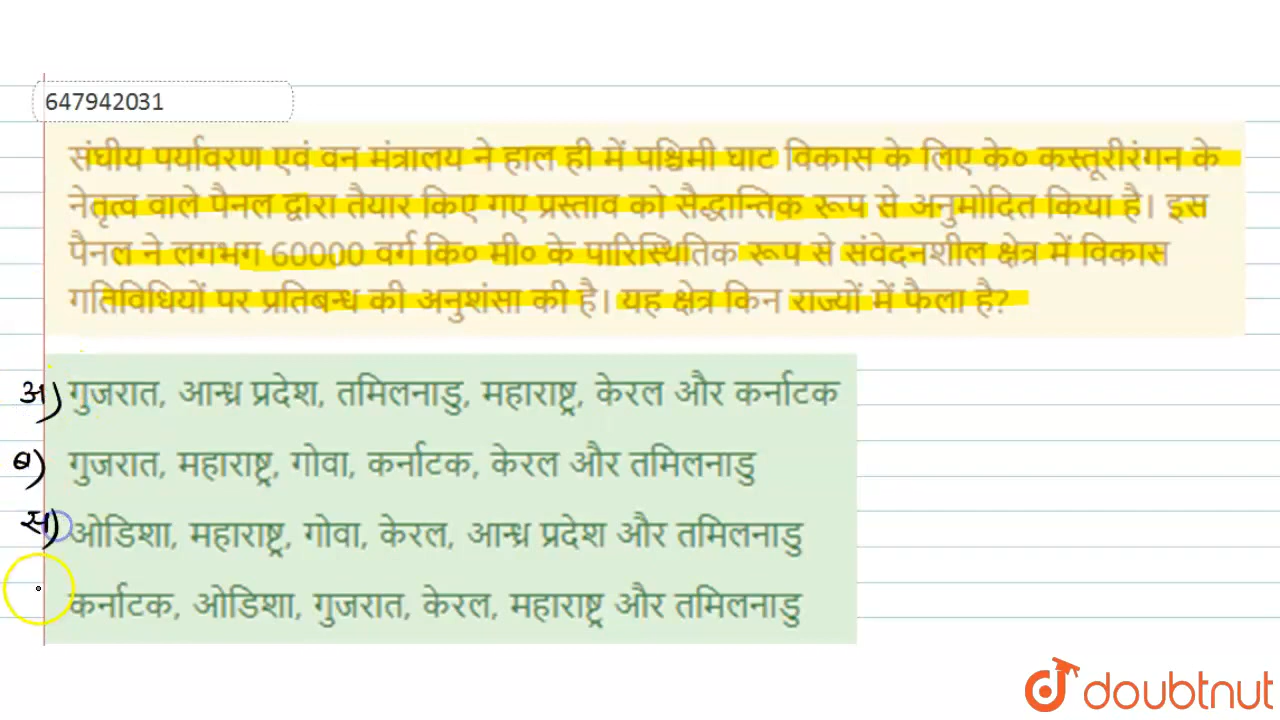 647942031
संघीय पर्यावरण एवं वन मंत्रालय ने हाल ही में पश्चिमी घाट विकास के लिए के० कस्तूरीरंगन के
नेतृत्व वाले पैनल द्वारा तैयार किए गए प्रस्ताव को सैद्धान्तिक रूप से अनुमोदित किया है। इस
पैनल ने लगभग 60000 वर्ग कि० मी० के पारिस्थितिक रूप से संवेदनशील क्षेत्र में विकास
गतिविधियों पर प्रतिबन्ध की अनुशंसा की है। यह क्षेत्र किन राज्यों में फैला है?
अ) गुजरात, आन्ध्र प्रदेश, तमिलनाडु, महाराष्ट्र, केरल और कर्नाटक
ब) गुजरात, महाराष्ट्र, गोवा, कर्नाटक, केरल और तमिलनाडु
स) ओडिशा, महाराष्ट्र, गोवा, केरल, आन्ध्र प्रदेश और तमिलनाडु
कर्नाटक, ओडिशा, गुजरात, केरल, महाराष्ट्र और तमिलनाडु
doubtnut